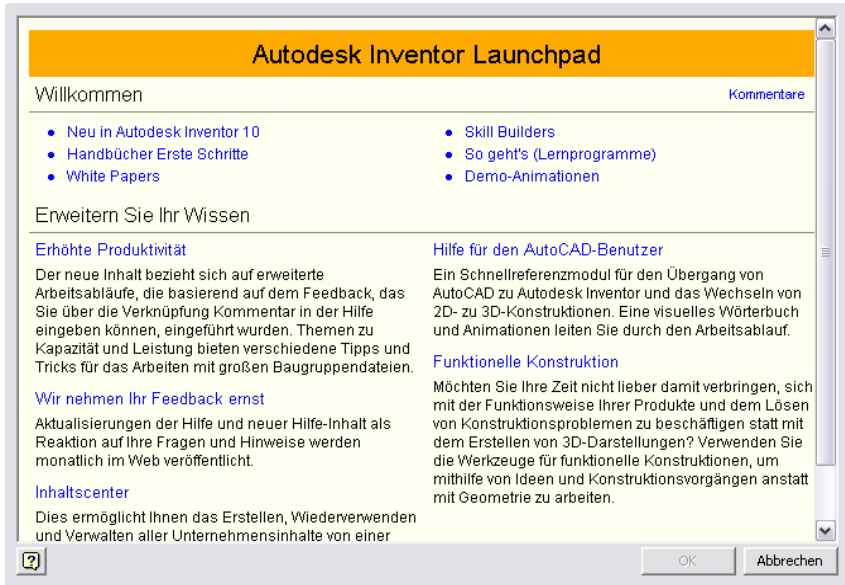 Autodesk Inventor Launchpad
Willkommen
Kommentare
Neu in Autodesk Inventor 10
Handbücher Erste Schritte
White Papers
Skill Builders
So geht's (Lernprogramme)
Demo-Animationen
Erweitern Sie Ihr Wissen
Erhöhte Produktivität
Der neue Inhalt bezieht sich auf erweiterte
Arbeitsabläufe, die basierend auf dem Feedback, das
Sie über die Verknüpfung Kommentar in der Hilfe
eingeben können, eingeführt wurden. Themen zu
Kapazität und Leistung bieten verschiedene Tipps und
Tricks für das Arbeiten mit großen Baugruppendateien.
Wir nehmen Ihr Feedback ernst
Aktualisierungen der Hilfe und neuer Hilfe-Inhalt als
Reaktion auf Ihre Fragen und Hinweise werden
monatlich im Web veröffentlicht.
Inhaltscenter
Dies ermöglicht Ihnen das Erstellen, Wiederverwenden
und Verwalten aller Unternehmensinhalte von einer
Hilfe für den AutoCAD-Benutzer
Ein Schnellreferenzmodul für den Übergang von
AutoCAD zu Autodesk Inventor und das Wechseln von
2D- zu 3D-Konstruktionen. Eine visuelles Wörterbuch
und Animationen leiten Sie durch den Arbeitsablauf.
Funktionelle Konstruktion
Möchten Sie Ihre Zeit nicht lieber damit verbringen, sich
mit der Funktionsweise Ihrer Produkte und dem Lösen
von Konstruktionsproblemen zu beschäftigen statt mit
dem Erstellen von 3D-Darstellungen? Verwenden Sie
die Werkzeuge für funktionelle Konstruktionen, um
mithilfe von Ideen und Konstruktionsvorgängen anstatt
mit Geometrie zu arbeiten.
?
OK
Abbrechen